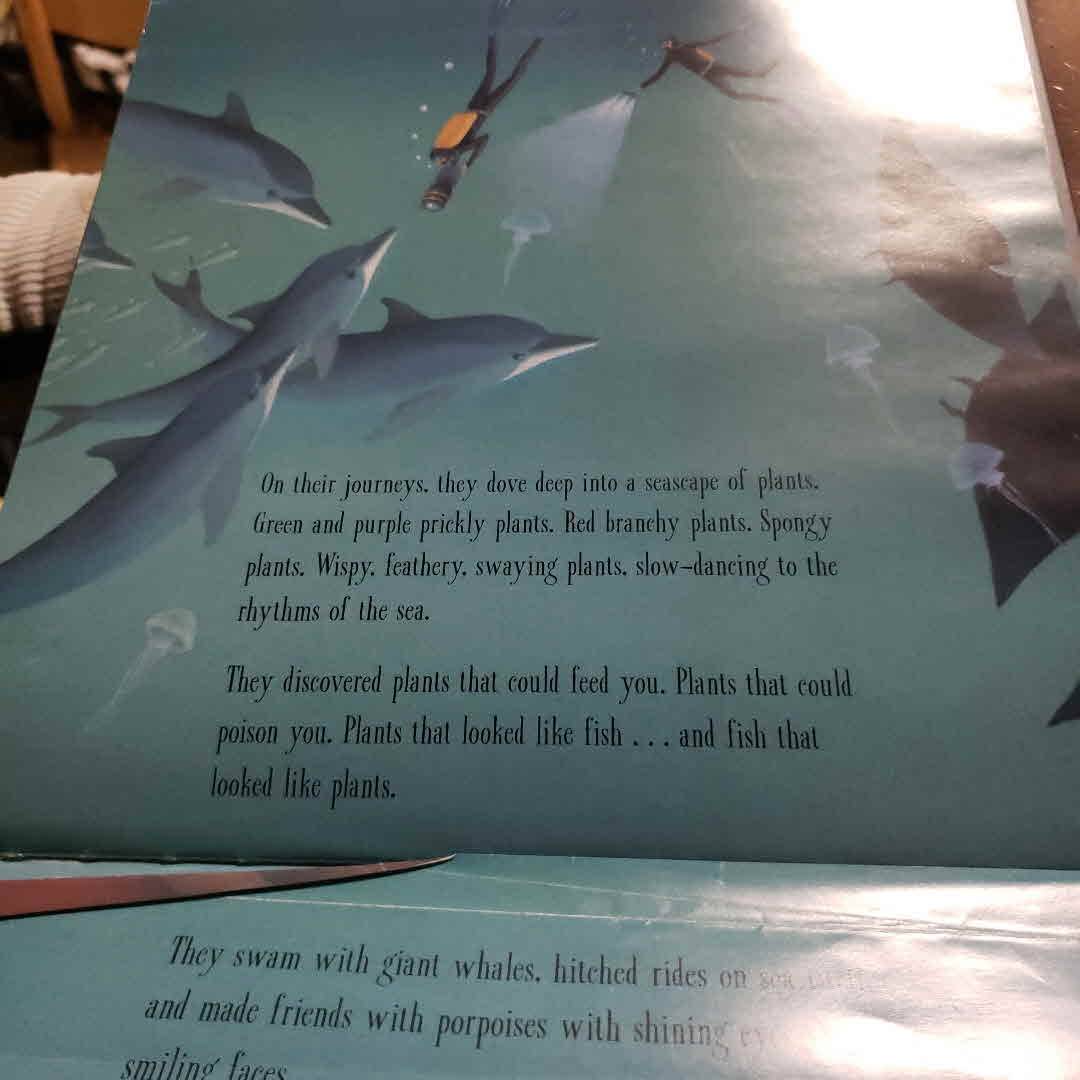 On their journeys, they dove deep into a seascape of plants.
Green and purple prickly plants. Red branchy plants. Spongy
plants. Wispy, feathery, swaying plants, slow-dancing to the
rhythms of the sea.
They discovered plants that could feed you. Plants that could
poison you. Plants that looked like fish . . . and fish that
looked like plants.
They swam with giant whales, hitched rides on sea
and made friends with porpoises with shining
smiling faces